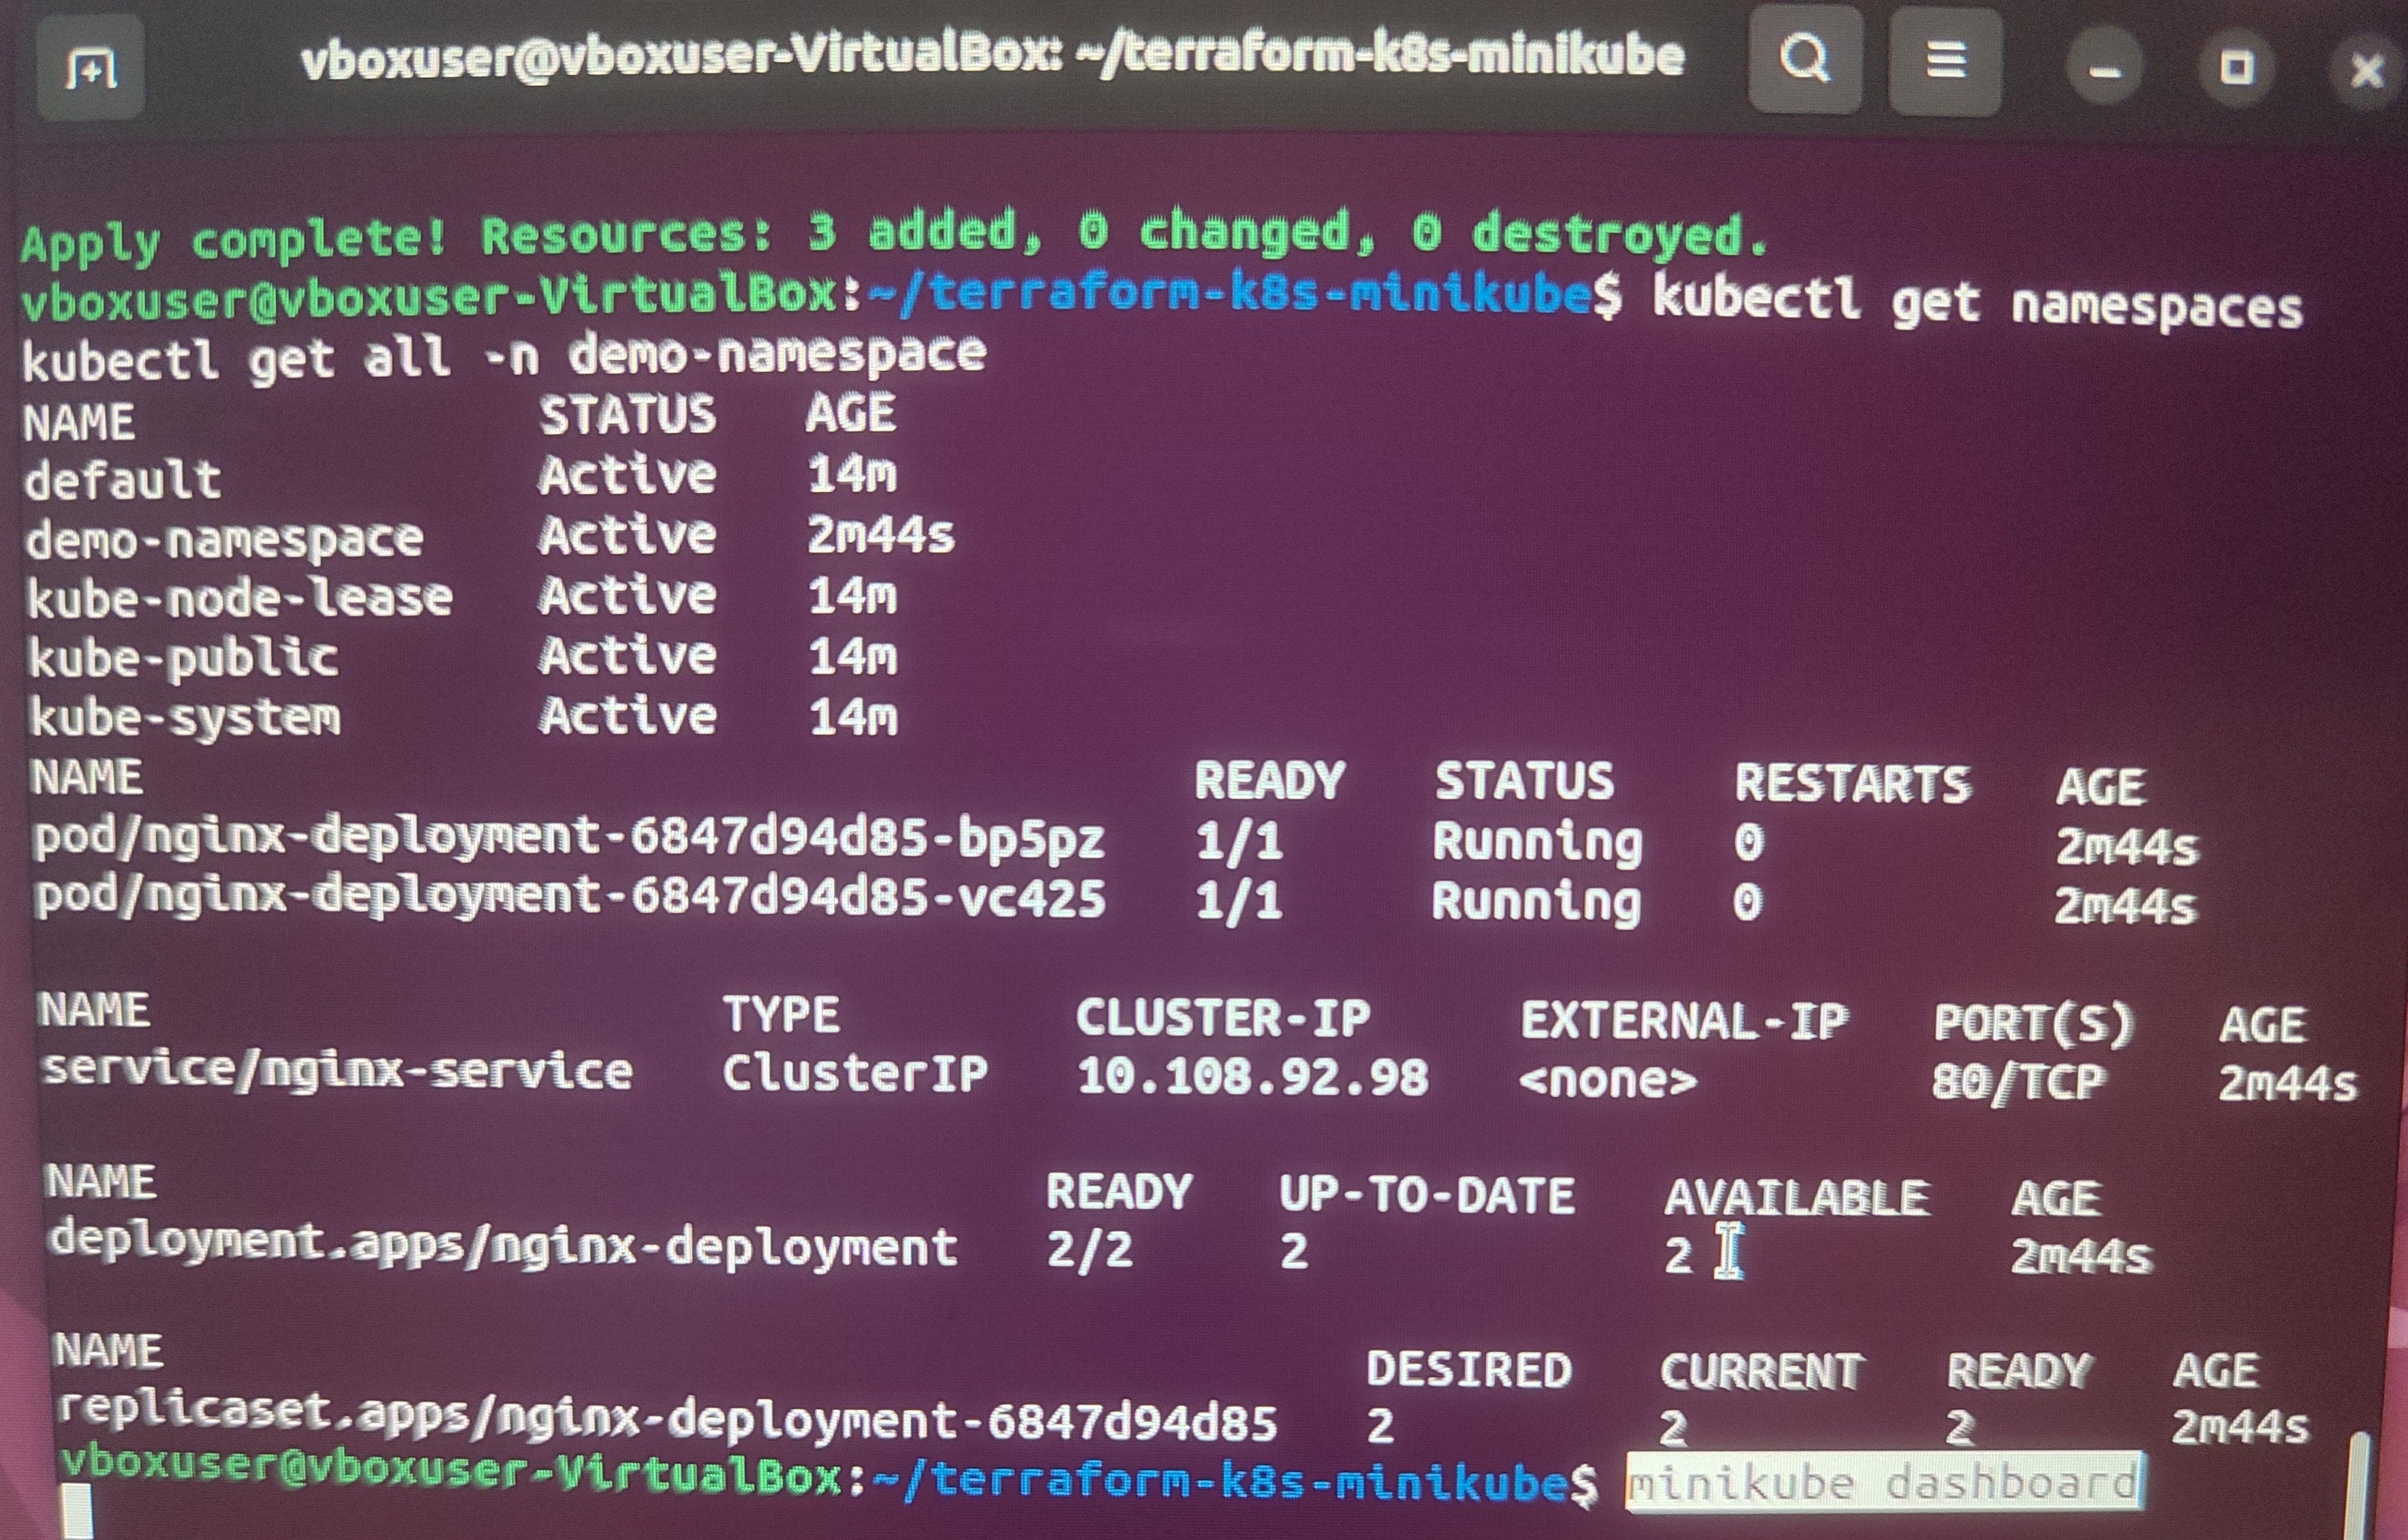 vboxuser@vboxuser-VirtualBox: ~/terraform-k8s-minikube
Apply complete! Resources: 3 added, 0 changed, 0 destroyed.
vboxuser@vboxuser-VirtualBox:~/terraform-k8s-minikube$ kubectl get namespaces
kubectl get all -n demo-namespace
NAME STATUS AGE
default Active 14m
demo-namespace Active 2m44s
kube-node-lease Active 14m
kube-public Active 14m
kube-system Active 14m
NAME READY STATUS RESTARTS AGE
pod/nginx-deployment-6847d94d85-bp5pz 1/1 Running 0 2m44s
pod/nginx-deployment-6847d94d85-vc425 1/1 Running 0 2m44s
NAME TYPE CLUSTER-IP EXTERNAL-IP PORT(S) AGE
service/nginx-service ClusterIP 10.108.92.98 <none> 80/TCP 2m44s
NAME READY UP-TO-DATE AVAILABLE AGE
deployment.apps/nginx-deployment 2/2 2 2 2m44s
NAME DESIRED CURRENT READY AGE
replicaset.apps/nginx-deployment-6847d94d85 2 2 2 2m44s
vboxuser@vboxuser-VirtualBox:~/terraform-k8s-minikube$ minikube dashboard